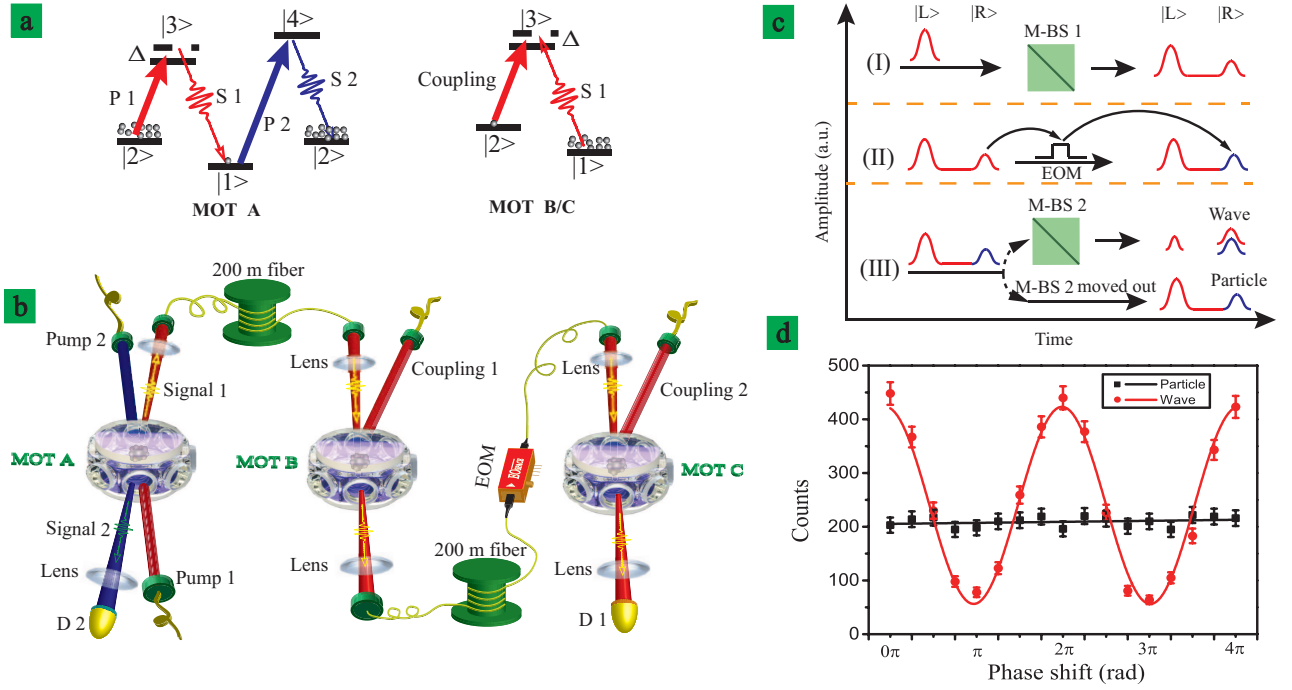 a
|3>
Δ
P 1
S 1
|4>
P 2
S 2
|2>
|1>
|2>
MOT A
|3>
Δ
Coupling
S 1
|2>
|1>
MOT B/C
b
200 m fiber
Pump 2
Signal 1
Lens
Coupling 1
Lens
Coupling 2
MOT A
MOT B
EOM
MOT C
Signal 2
Lens
Pump 1
D 2
Lens
200 m fiber
Lens
D 1
c
|L> |R>
M-BS 1
|L> |R>
(I)
(II)
EOM
(III)
M-BS 2
Wave
M-BS 2 moved out
Particle
Amplitude (a.u.)
Time
d
Particle
Wave
500
400
300
200
100
0
Counts
0π π 2π 3π 4π
Phase shift (rad)